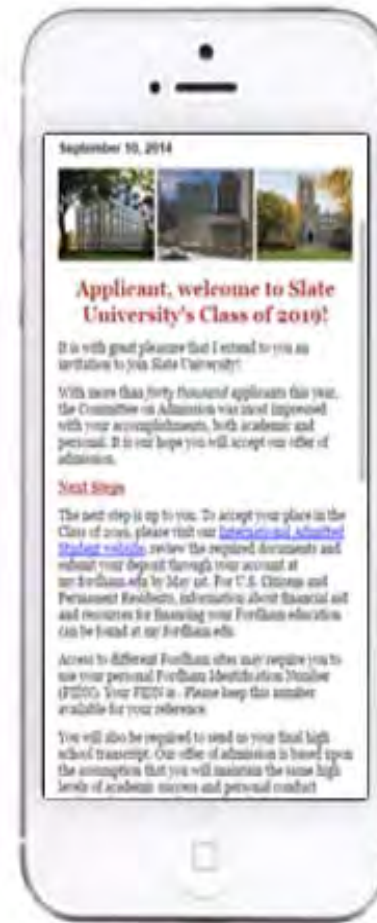 September 10, 2014
Applicant, welcome to Slate
University's Class of 2019!
It is with great pleasure that I extend to you an
invitation to join Slate University!
With more than forty thousand applicants this year,
the Committee on Admission was most impressed
with your accomplishments, both academic and
personal. It is our hope you will accept our offer of
admission.
Next Steps
The next step is up to you. To accept your place in the
Class of 2019, please visit our International Admitted
Student website, review the required documents and
submit your deposit through your account at
my.fordham.edu by May 1st. For U.S. Citizens and
Permanent Residents, information about financial aid
and resources for financing your Fordham education
can be found at my.fordham.edu.
Access to different Fordham sites may require you to
use your personal Fordham Identification Number
(FIDN). Your FIDN is . Please keep this number
available for your reference.
You will also be required to send us your final high
school transcript. Our offer of admission is based upon
the assumption that you will maintain the same high
levels of academic success and personal conduct